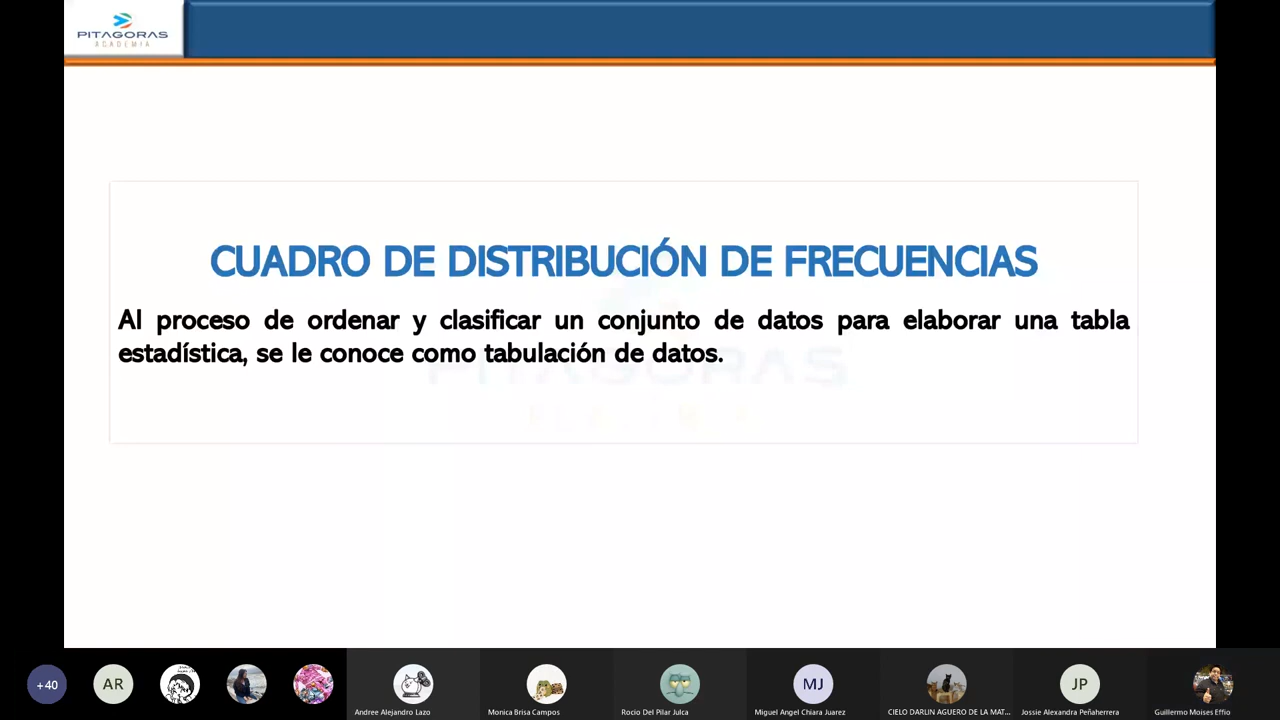 PITAGORAS
ACADEMIA
CUADRO DE DISTRIBUCIÓN DE FRECUENCIAS
Al proceso de ordenar y clasificar un conjunto de datos para elaborar una tabla
estadística, se le conoce como tabulación de datos.
PITAGORAS
+40
AR
MJ
JP
Andree Alejandro Lazo
Monica Brisa Campos
Rocio Del Pilar Julca
Miguel Angel Chiara Juarez
CIELO DARLIN AGUERO DE LA MAT...
Jossie Alexandra Peñaherrera
Guillermo Moises Effio